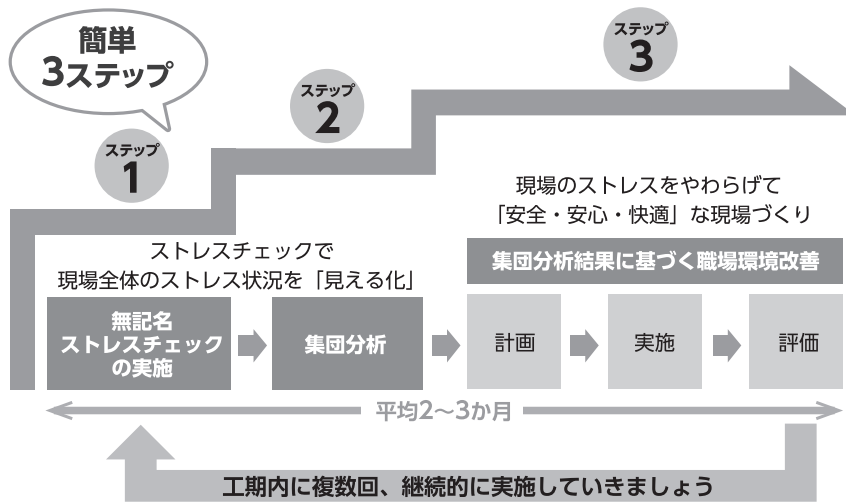 簡単
3ステップ
ステップ
1
ステップ
2
ステップ
3
ストレスチェックで
現場全体のストレス状況を「見える化」
現場のストレスをやわらげて
「安全・安心・快適」な現場づくり
集団分析結果に基づく職場環境改善
無記名
ストレスチェック
の実施
集団分析
計画
実施
評価
平均2～3か月
工期内に複数回、継続的に実施していきましょう